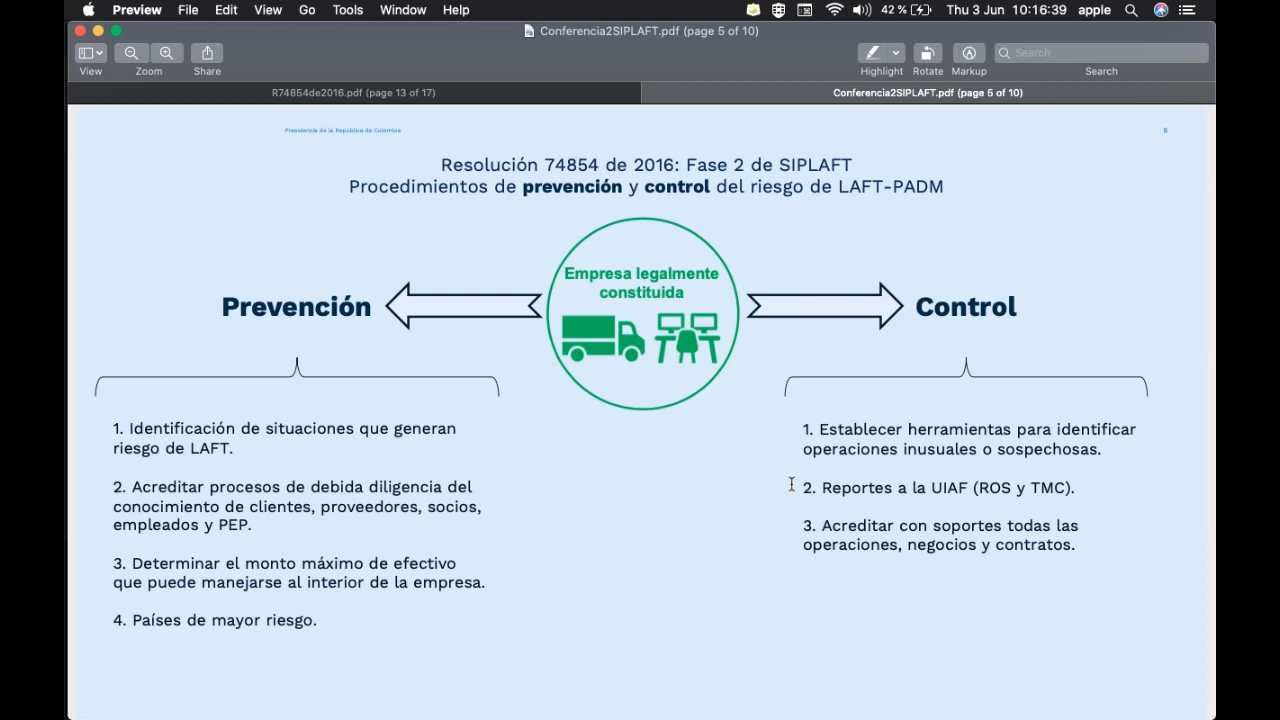 Preview File Edit View Go Tools Window Help 42 % Thu 3 Jun 10:16:39 apple
Conferencia2SIPLAFT.pdf (page 5 of 10)
View Zoom Share Highlight Rotate Markup Search
Search
R74854de2016.pdf (page 13 of 17) Conferencia2SIPLAFT.pdf (page 5 of 10)
Presidencia de la República de Colombia 5
Resolución 74854 de 2016: Fase 2 de SIPLAFT
Procedimientos de prevención y control del riesgo de LAFT-PADM
Empresa legalmente
constituida
Prevención
Control
1. Identificación de situaciones que generan
riesgo de LAFT.
2. Acreditar procesos de debida diligencia del
conocimiento de clientes, proveedores, socios,
empleados y PEP.
3. Determinar el monto máximo de efectivo
que puede manejarse al interior de la empresa.
4. Países de mayor riesgo.
1. Establecer herramientas para identificar
operaciones inusuales o sospechosas.
2. Reportes a la UIAF (ROS y TMC).
3. Acreditar con soportes todas las
operaciones, negocios y contratos.